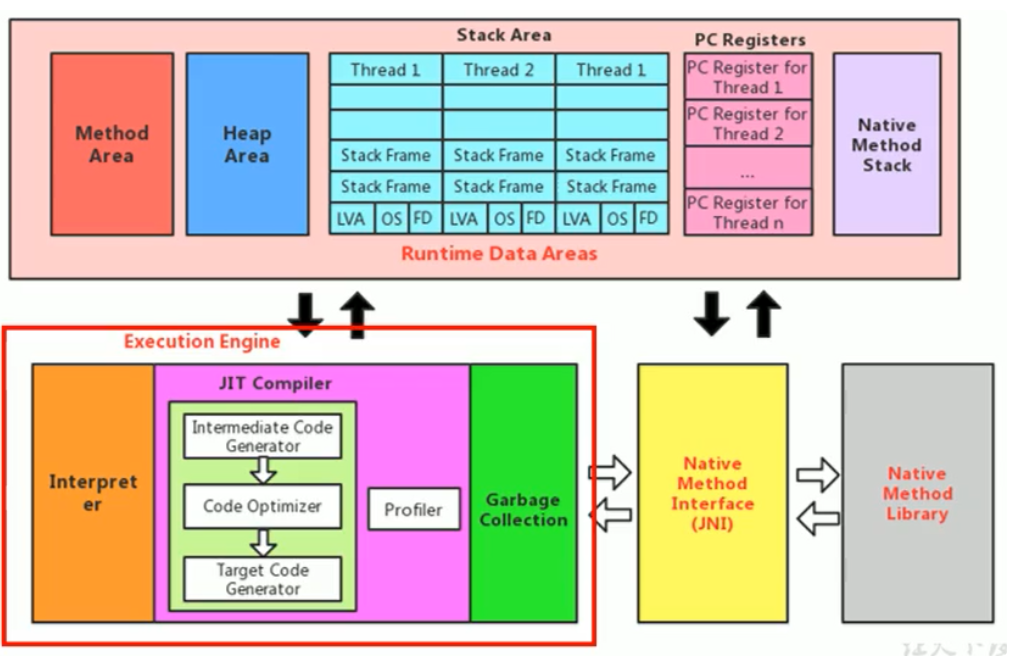 Stack Area
PC Registers
Method
Area
Heap
Area
Thread 1
Thread 2
Thread 1
Stack Frame
Stack Frame
Stack Frame
Stack Frame
Stack Frame
Stack Frame
LVA
OS
FD
LVA
OS
FD
LVA
OS
FD
PC Register for
Thread 1
PC Register for
Thread 2
...
PC Register for
Thread n
Native
Method
Stack
Runtime Data Areas
Execution Engine
Interpret
er
JIT Compiler
Intermediate Code
Generator
Code Optimizer
Target Code
Generator
Profiler
Garbage
Collection
Native
Method
Interface
(JNI)
Native
Method
Library